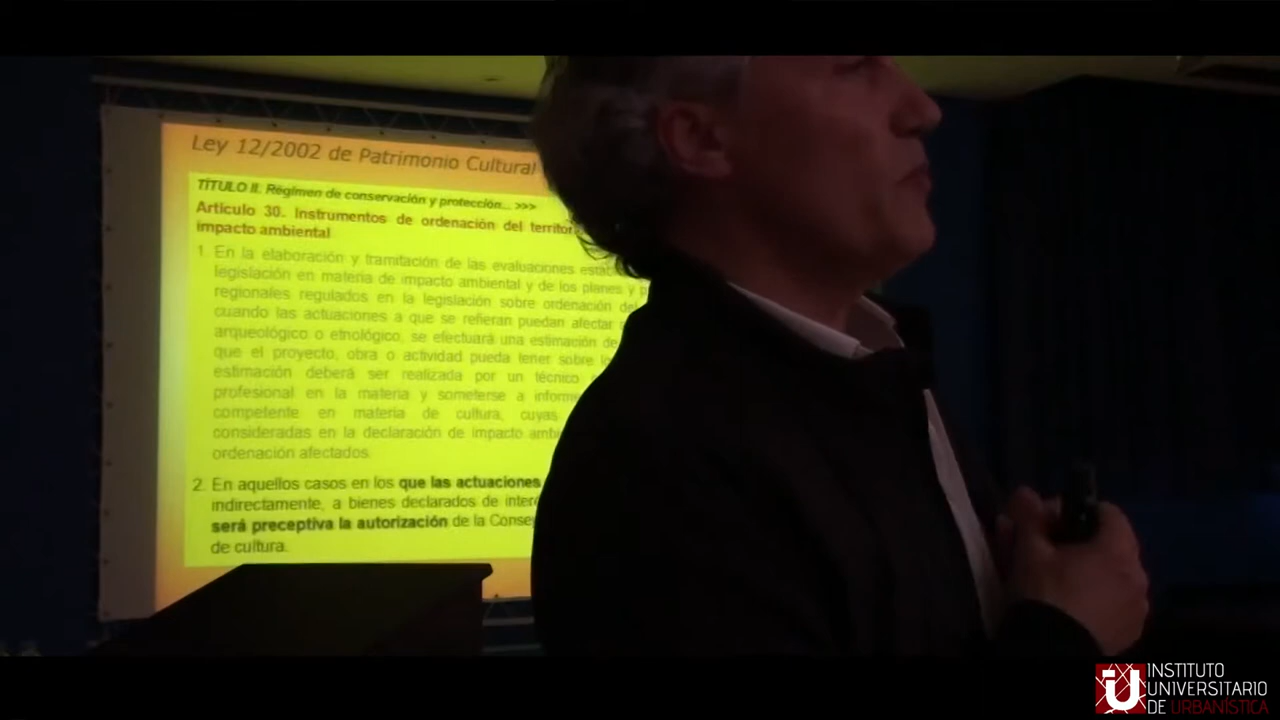 Ley 12/2002 de Patrimonio Cultural
TÍTULO II. Régimen de conservación y protección... >>>
Artículo 30. Instrumentos de ordenación del
impacto ambiental
1. En la elaboración y tramitación de las evaluaciones
legislación en materia de impacto ambiental y de los planes y
regionales regulados en la legislación sobre ordenación
cuando las actuaciones a que se refieran puedan afectar
arqueológico o etnológico, se efectuará una estimación de
que el proyecto, obra o actividad pueda tener sobre
estimación deberá ser realizada por un técnico
profesional en la materia y someterse a
competente en materia de cultura, cuyas
consideradas en la declaración de impacto
ordenación afectados.
2. En aquellos casos en los que las actuaciones
indirectamente, a bienes declarados de
será preceptiva la autorización de la
de cultura.
INSTITUTO
UNIVERSITARIO
DE URBANÍSTICA